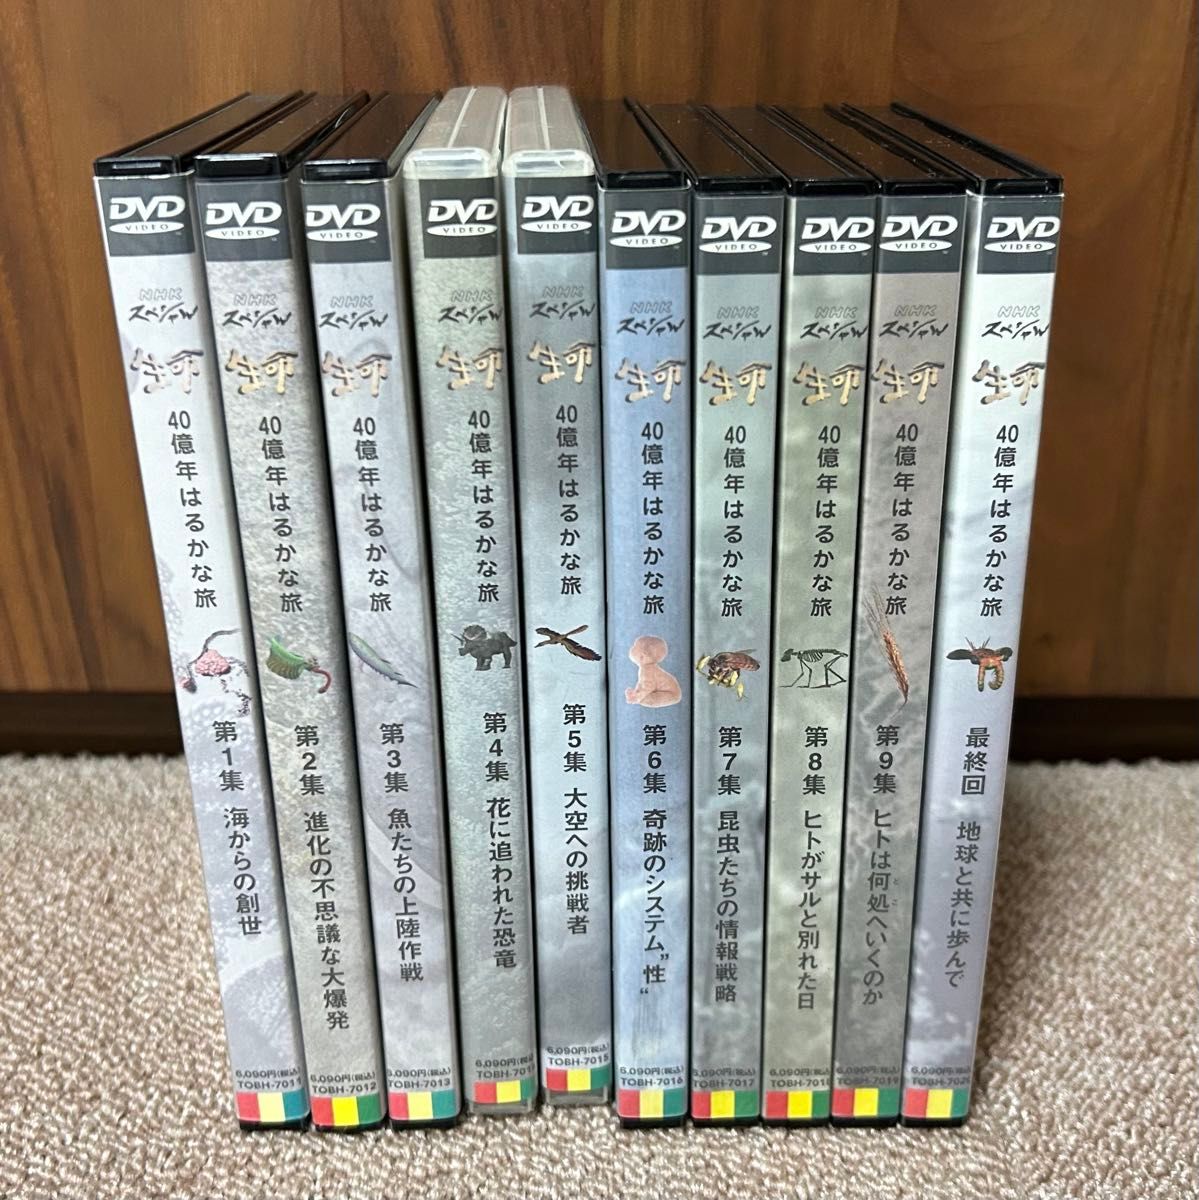 DVD
VIDEO
NHK
スペシャル
生命
40億年はるかな旅
第1集 海からの創世
6,090円(税込)
TOBH-7011
DVD
VIDEO
NHK
スペシャル
生命
40億年はるかな旅
第2集 進化の不思議な大爆発
6,090円(税込)
TOBH-7012
DVD
VIDEO
NHK
スペシャル
生命
40億年はるかな旅
第3集 魚たちの上陸作戦
6,090円(税込)
TOBH-7013
DVD
VIDEO
NHK
スペシャル
生命
40億年はるかな旅
第4集 花に追われた恐竜
6,090円(税込)
DVD
VIDEO
NHK
スペシャル
生命
40億年はるかな旅
第5集 大空への挑戦者
6,090円(税込)
TOBH-7015
DVD
VIDEO
NHK
スペシャル
生命
40億年はるかな旅
第6集 奇跡のシステム”性“
6,090円(税込)
TOBH-7016
DVD
VIDEO
NHK
スペシャル
生命
40億年はるかな旅
第7集 昆虫たちの情報戦略
6,090円(税込)
TOBH-7017
DVD
VIDEO
NHK
スペシャル
生命
40億年はるかな旅
第8集 ヒトがサルと別れた日
6,090円(税込)
TOBH-7018
DVD
VIDEO
NHK
スペシャル
生命
40億年はるかな旅
第9集 ヒトは何処へいくのか
どこ
6,090円(税込)
TOBH-7019
DVD
VIDEO
NHK
スペシャル
生命
40億年はるかな旅
最終回 地球と共に歩んで
6,090円(税込)
TOBH-7020